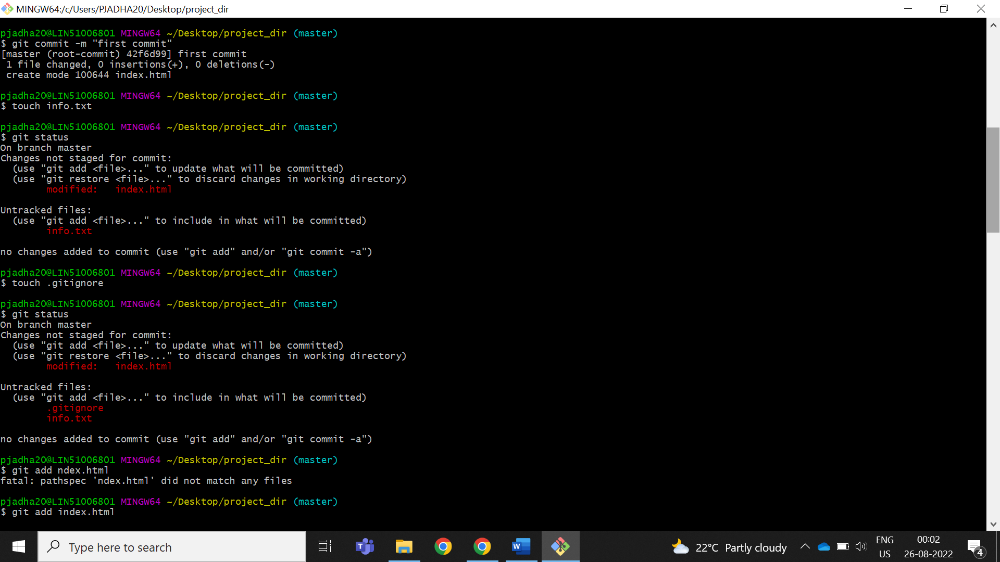 MINGW64:/c/Users/PJADHA20/Desktop/project_dir
pjadha20@LIN51006801 MINGW64 ~/Desktop/project_dir (master)
$ git commit -m "first commit"
[master (root-commit) 42f6d99] first commit
 1 file changed, 0 insertions(+), 0 deletions(-)
 create mode 100644 index.html
pjadha20@LIN51006801 MINGW64 ~/Desktop/project_dir (master)
$ touch info.txt
pjadha20@LIN51006801 MINGW64 ~/Desktop/project_dir (master)
$ git status
On branch master
Changes not staged for commit:
  (use "git add <file>..." to update what will be committed)
  (use "git restore <file>..." to discard changes in working directory)
        modified:   index.html
Untracked files:
  (use "git add <file>..." to include in what will be committed)
        info.txt
no changes added to commit (use "git add" and/or "git commit -a")
pjadha20@LIN51006801 MINGW64 ~/Desktop/project_dir (master)
$ touch .gitignore
pjadha20@LIN51006801 MINGW64 ~/Desktop/project_dir (master)
$ git status
On branch master
Changes not staged for commit:
  (use "git add <file>..." to update what will be committed)
  (use "git restore <file>..." to discard changes in working directory)
        modified:   index.html
Untracked files:
  (use "git add <file>..." to include in what will be committed)
        .gitignore
        info.txt
no changes added to commit (use "git add" and/or "git commit -a")
pjadha20@LIN51006801 MINGW64 ~/Desktop/project_dir (master)
$ git add ndex.html
fatal: pathspec 'ndex.html' did not match any files
pjadha20@LIN51006801 MINGW64 ~/Desktop/project_dir (master)
$ git add index.html
Type here to search
T
W
22°C Partly cloudy
ENG
US
00:02
26-08-2022
4